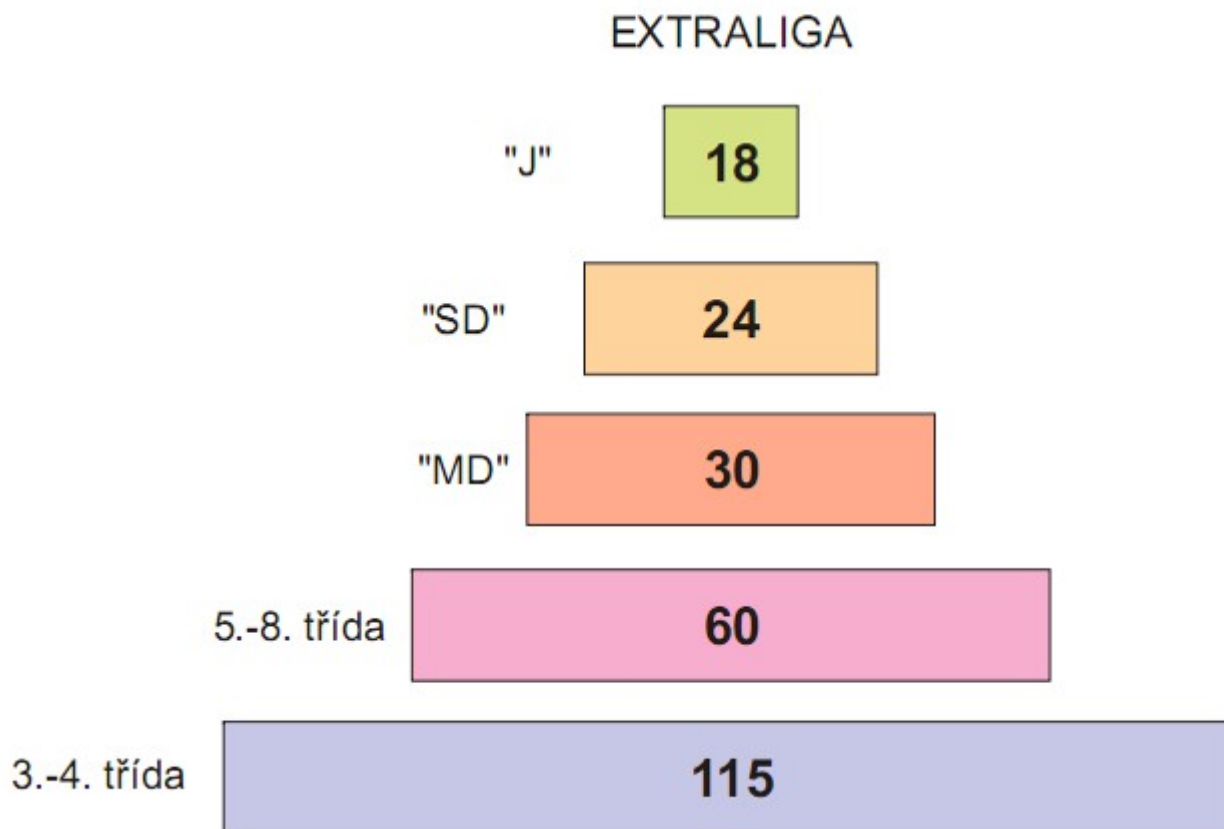 EXTRALIGA
"J" 18
"SD" 24
"MD" 30
5.-8. třída 60
3.-4. třída 115